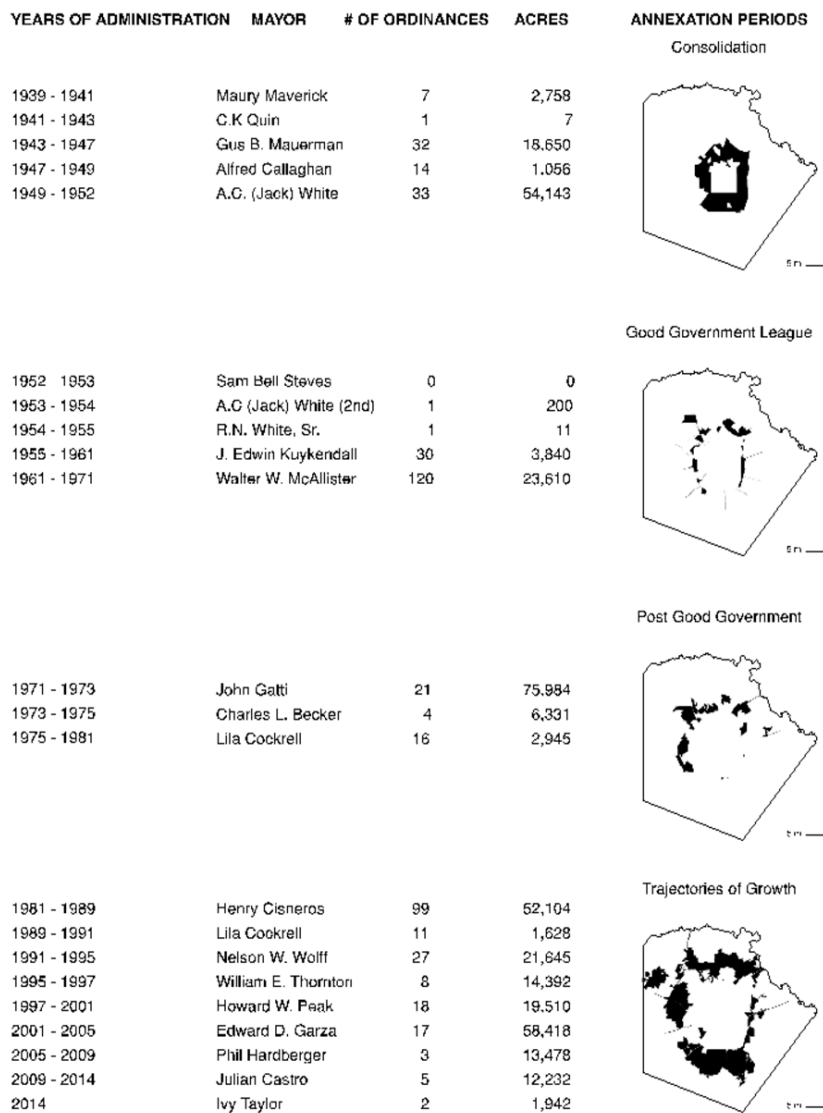 YEARS OF ADMINISTRATION MAYOR # OF ORDINANCES ACRES ANNEXATION PERIODS
Consolidation
1939 - 1941 Maury Maverick 7 2,758
1941 - 1943 C.K Quin 1 7
1943 - 1947 Gus B. Mauerman 32 18.650
1947 - 1949 Alfred Callaghan 14 1.056
1949 - 1952 A.C. (Jack) White 33 54,143
5 m
Good Government League
1952 1953 Sam Bell Steves 0 0
1953 - 1954 A.C (Jack) White (2nd) 1 200
1954 - 1955 R.N. White, Sr. 1 11
1955 - 1961 J. Edwin Kuykendall 30 3,840
1961 - 1971 Walter W. McAllister 120 23,610
5 m
Post Good Government
1971 - 1973 John Gatti 21 75.984
1973 - 1975 Charles L. Becker 4 6,331
1975 - 1981 Lila Cockrell 16 2,945
5 m
Trajectories of Growth
1981 - 1989 Henry Cisneros 99 52,104
1989 - 1991 Lila Cockrell 11 1,628
1991 - 1995 Nelson W. Wolff 27 21,645
1995 - 1997 William E. Thornton 8 14,392
1997 - 2001 Howard W. Peak 18 19.510
2001 - 2005 Edward D. Garza 17 58,418
2005 - 2009 Phil Hardberger 3 13,478
2009 - 2014 Julian Castro 5 12,232
2014 Ivy Taylor 2 1,942
5 m